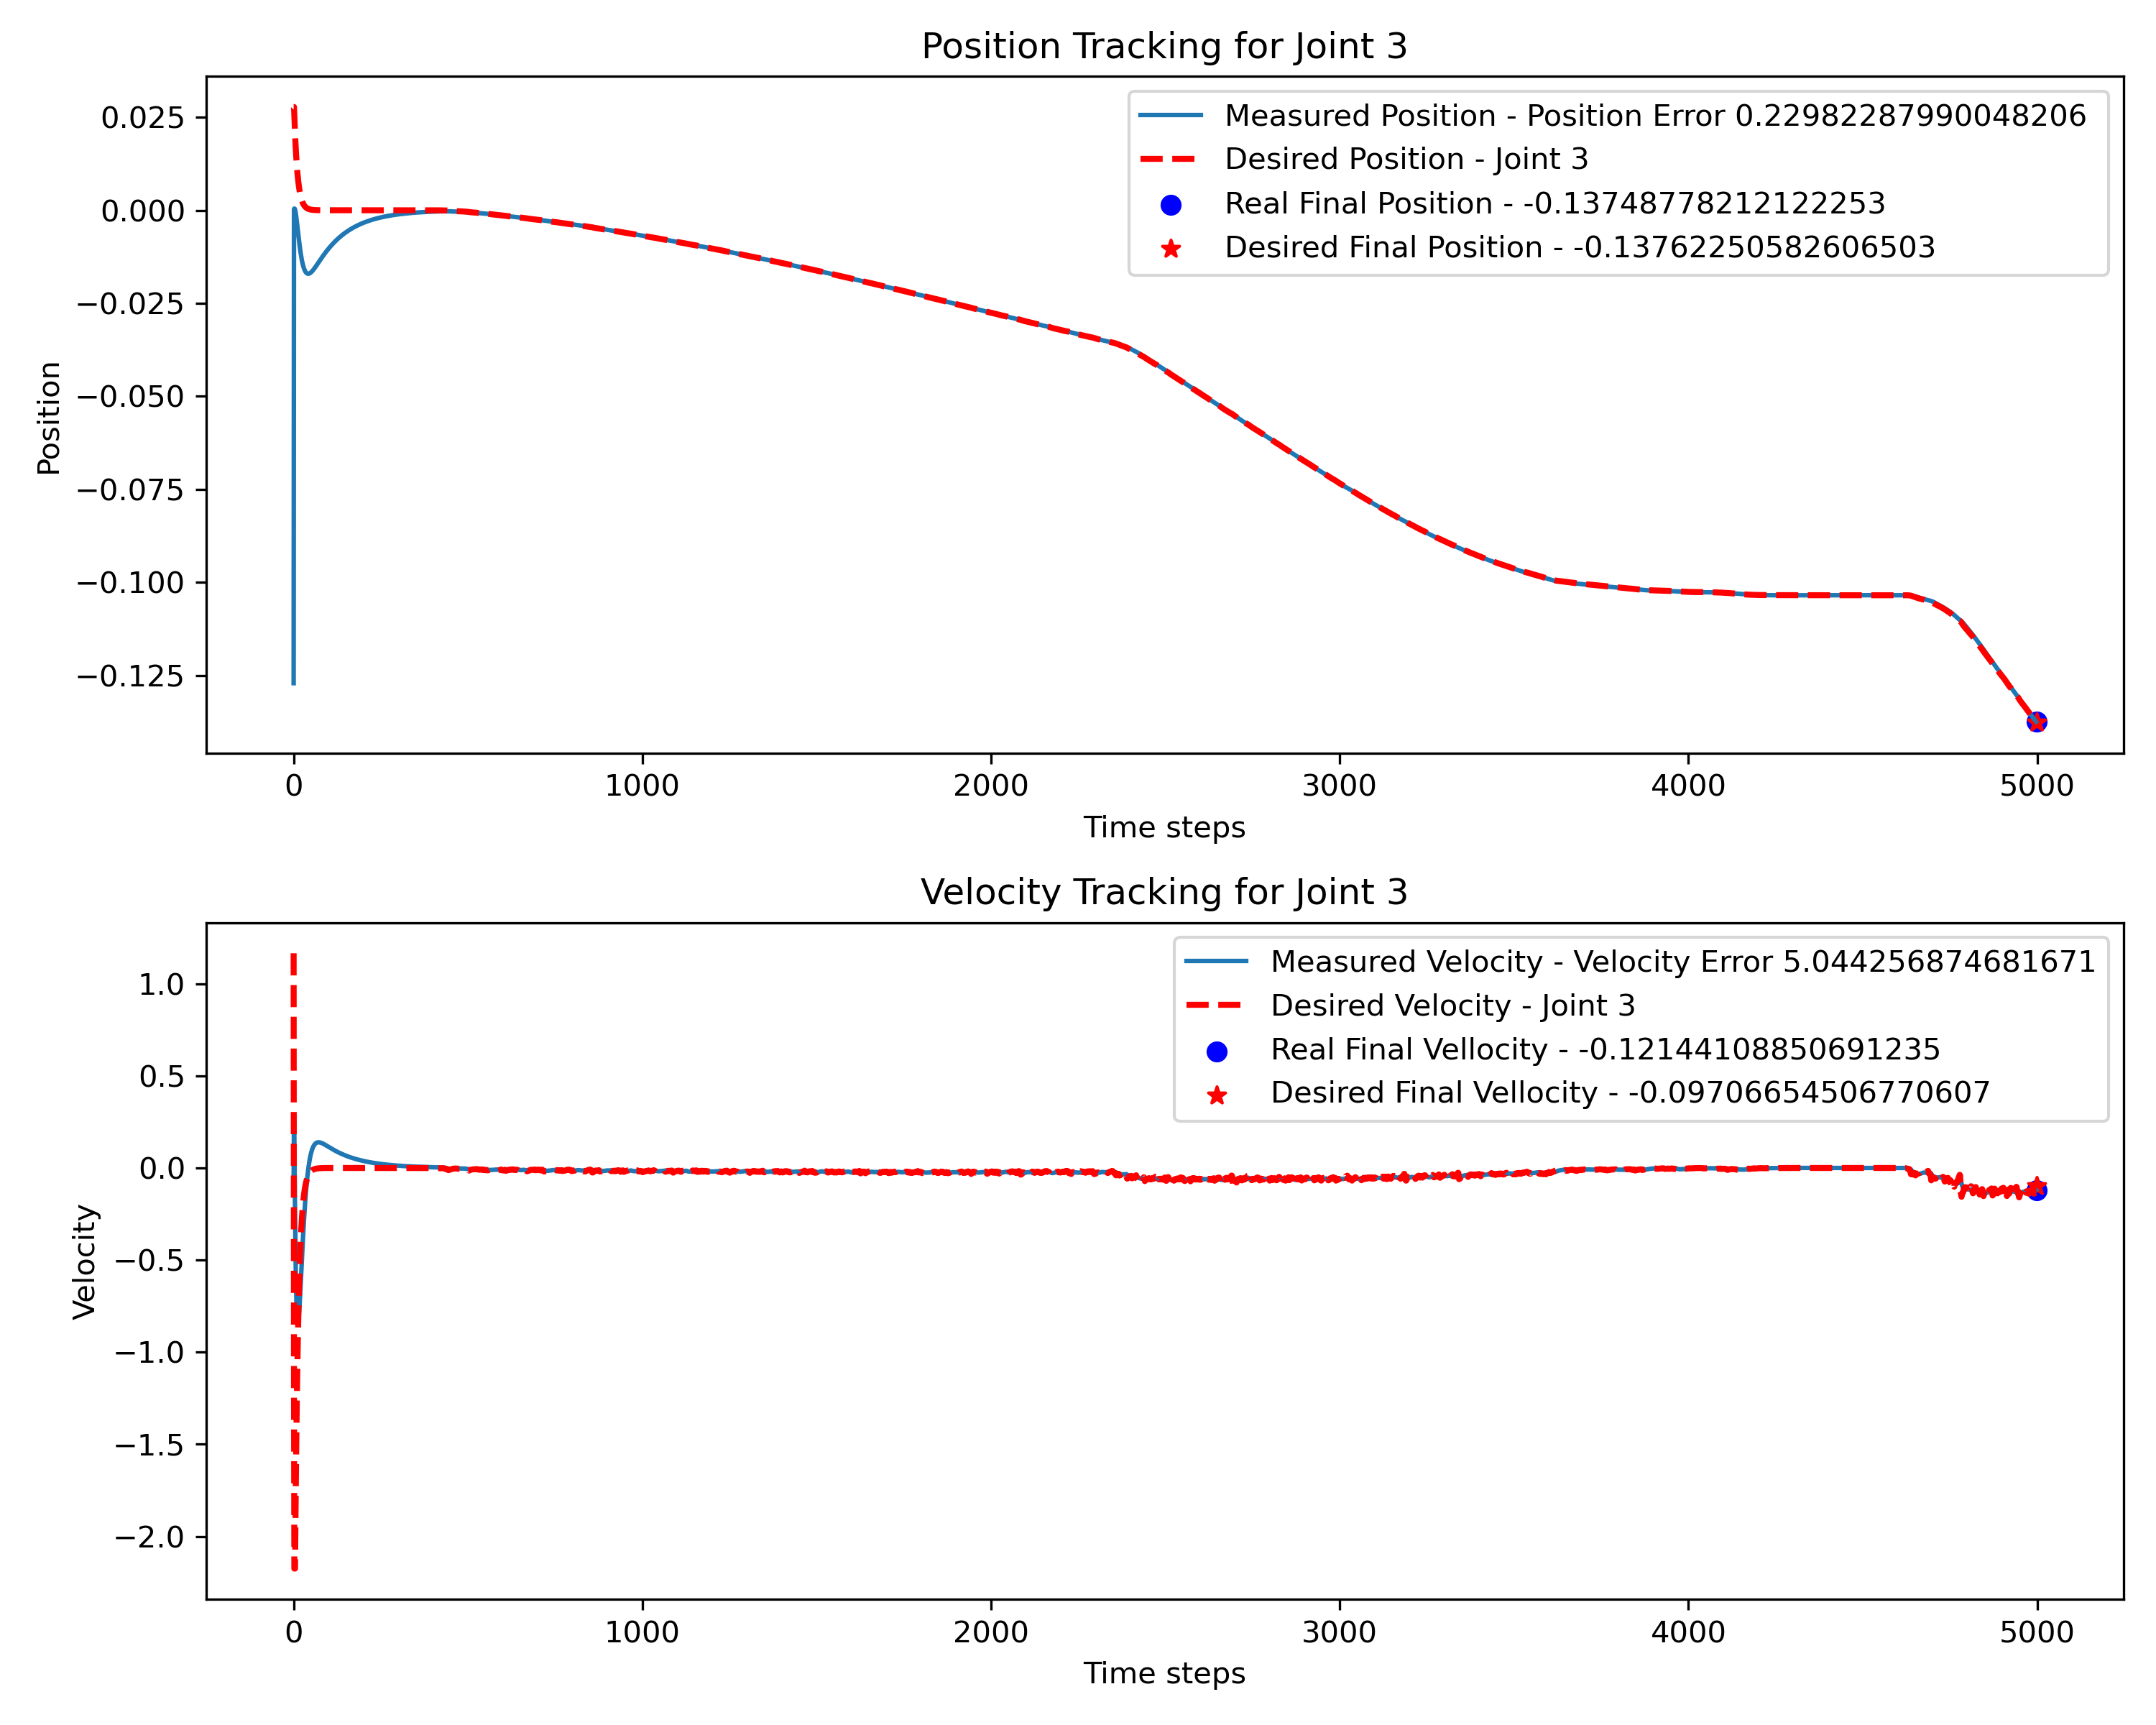 Position Tracking for Joint 3
0.025
0.000
−0.025
−0.050
−0.075
−0.100
−0.125
Position
Measured Position - Position Error 0.22982287990048206
Desired Position - Joint 3
Real Final Position - -0.13748778212122253
Desired Final Position - -0.13762250582606503
0 1000 2000 3000 4000 5000
Time steps
Velocity Tracking for Joint 3
1.0
0.5
0.0
−0.5
−1.0
−1.5
−2.0
Velocity
Measured Velocity - Velocity Error 5.044256874681671
Desired Velocity - Joint 3
Real Final Vellocity - -0.12144108850691235
Desired Final Vellocity - -0.09706654506770607
0 1000 2000 3000 4000 5000
Time steps